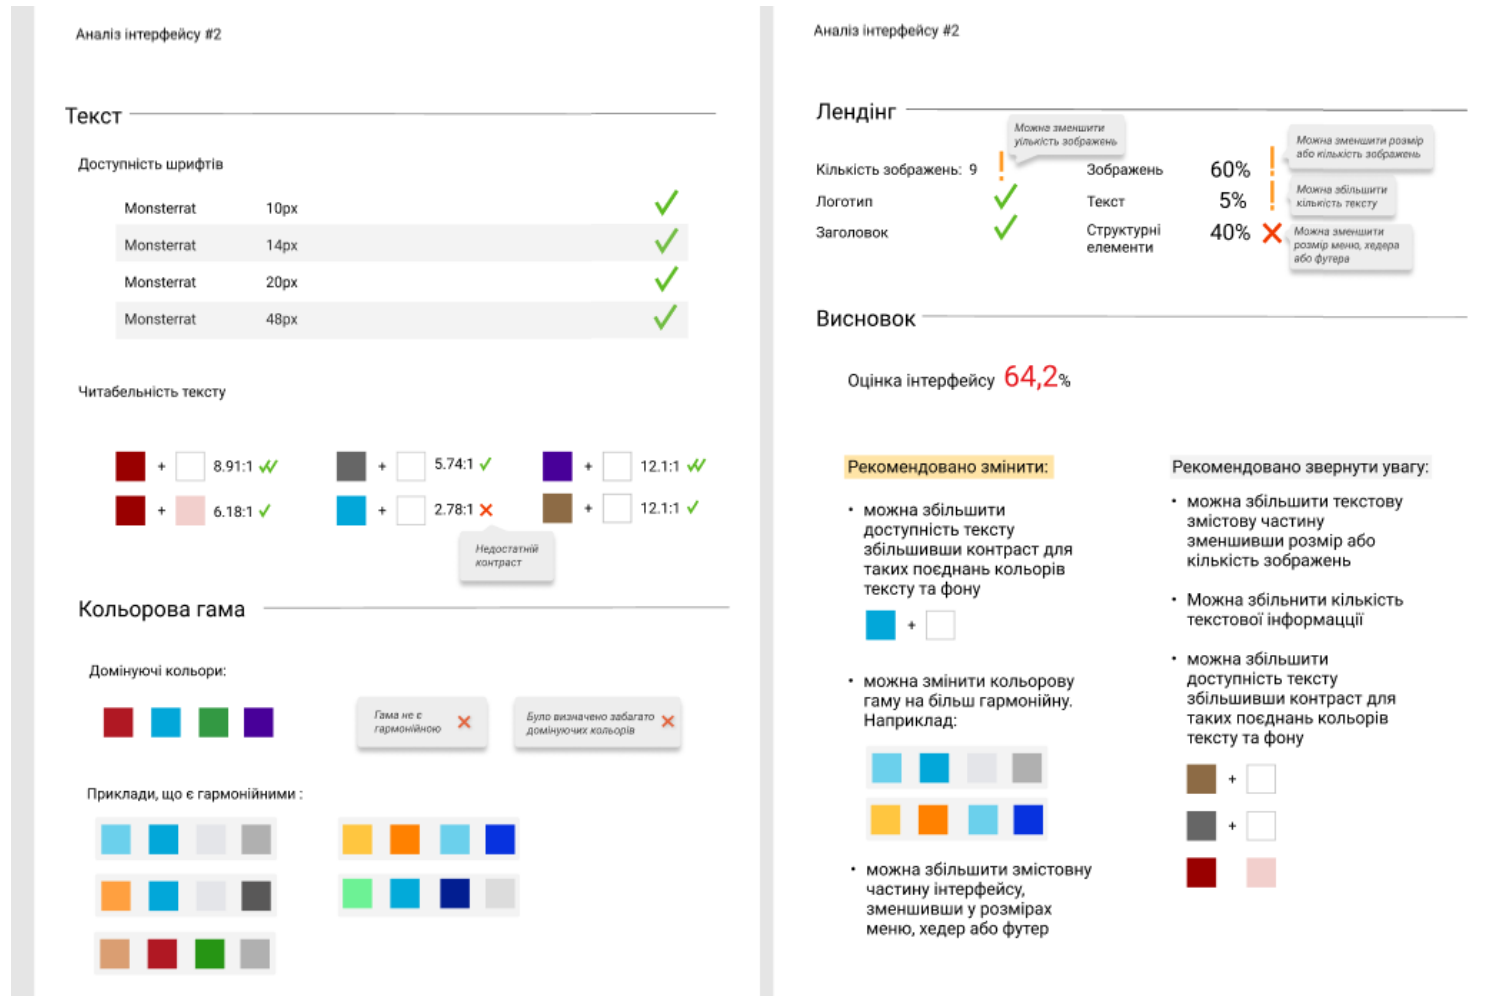 Аналіз інтерфейсу #2
Текст
Доступність шрифтів
Monsterrat 10px
Monsterrat 14px
Monsterrat 20px
Monsterrat 48px
Читабельність тексту
+ 8.91:1 + 5.74:1 + 12.1:1
+ 6.18:1 + 2.78:1 + 12.1:1
Недостатній
контраст
Кольорова гама
Домінуючі кольори:
Гама не є
гармонійною
Було визначено забагато
домінуючих кольорів
Приклади, що є гармонійними :
Аналіз інтерфейсу #2
Лендінг
Можна зменшити
уількість зображень
Кількість зображень: 9
Логотип
Заголовок
Зображень 60%
Можна зменшити розмір
або кількість зображень
Текст 5%
Можна збільшити
кількість тексту
Структурні 40%
елементи
Можна зменшити
розмір меню, хедера
або футера
Висновок
Оцінка інтерфейсу 64,2%
Рекомендовано змінити:
• можна збільшити
доступність тексту
збільшивши контраст для
таких поєднань кольорів
тексту та фону
+
• можна змінити кольорову
гаму на більш гармонійну.
Наприклад:
• можна збільшити змістовну
частину інтерфейсу,
зменшивши у розмірах
меню, хедер або футер
Рекомендовано звернути увагу:
• можна збільшити текстову
змістову частину
зменшивши розмір або
кількість зображень
• Можна збільнити кількість
текстової інформацції
• можна збільшити
доступність тексту
збільшивши контраст для
таких поєднань кольорів
тексту та фону
+
+